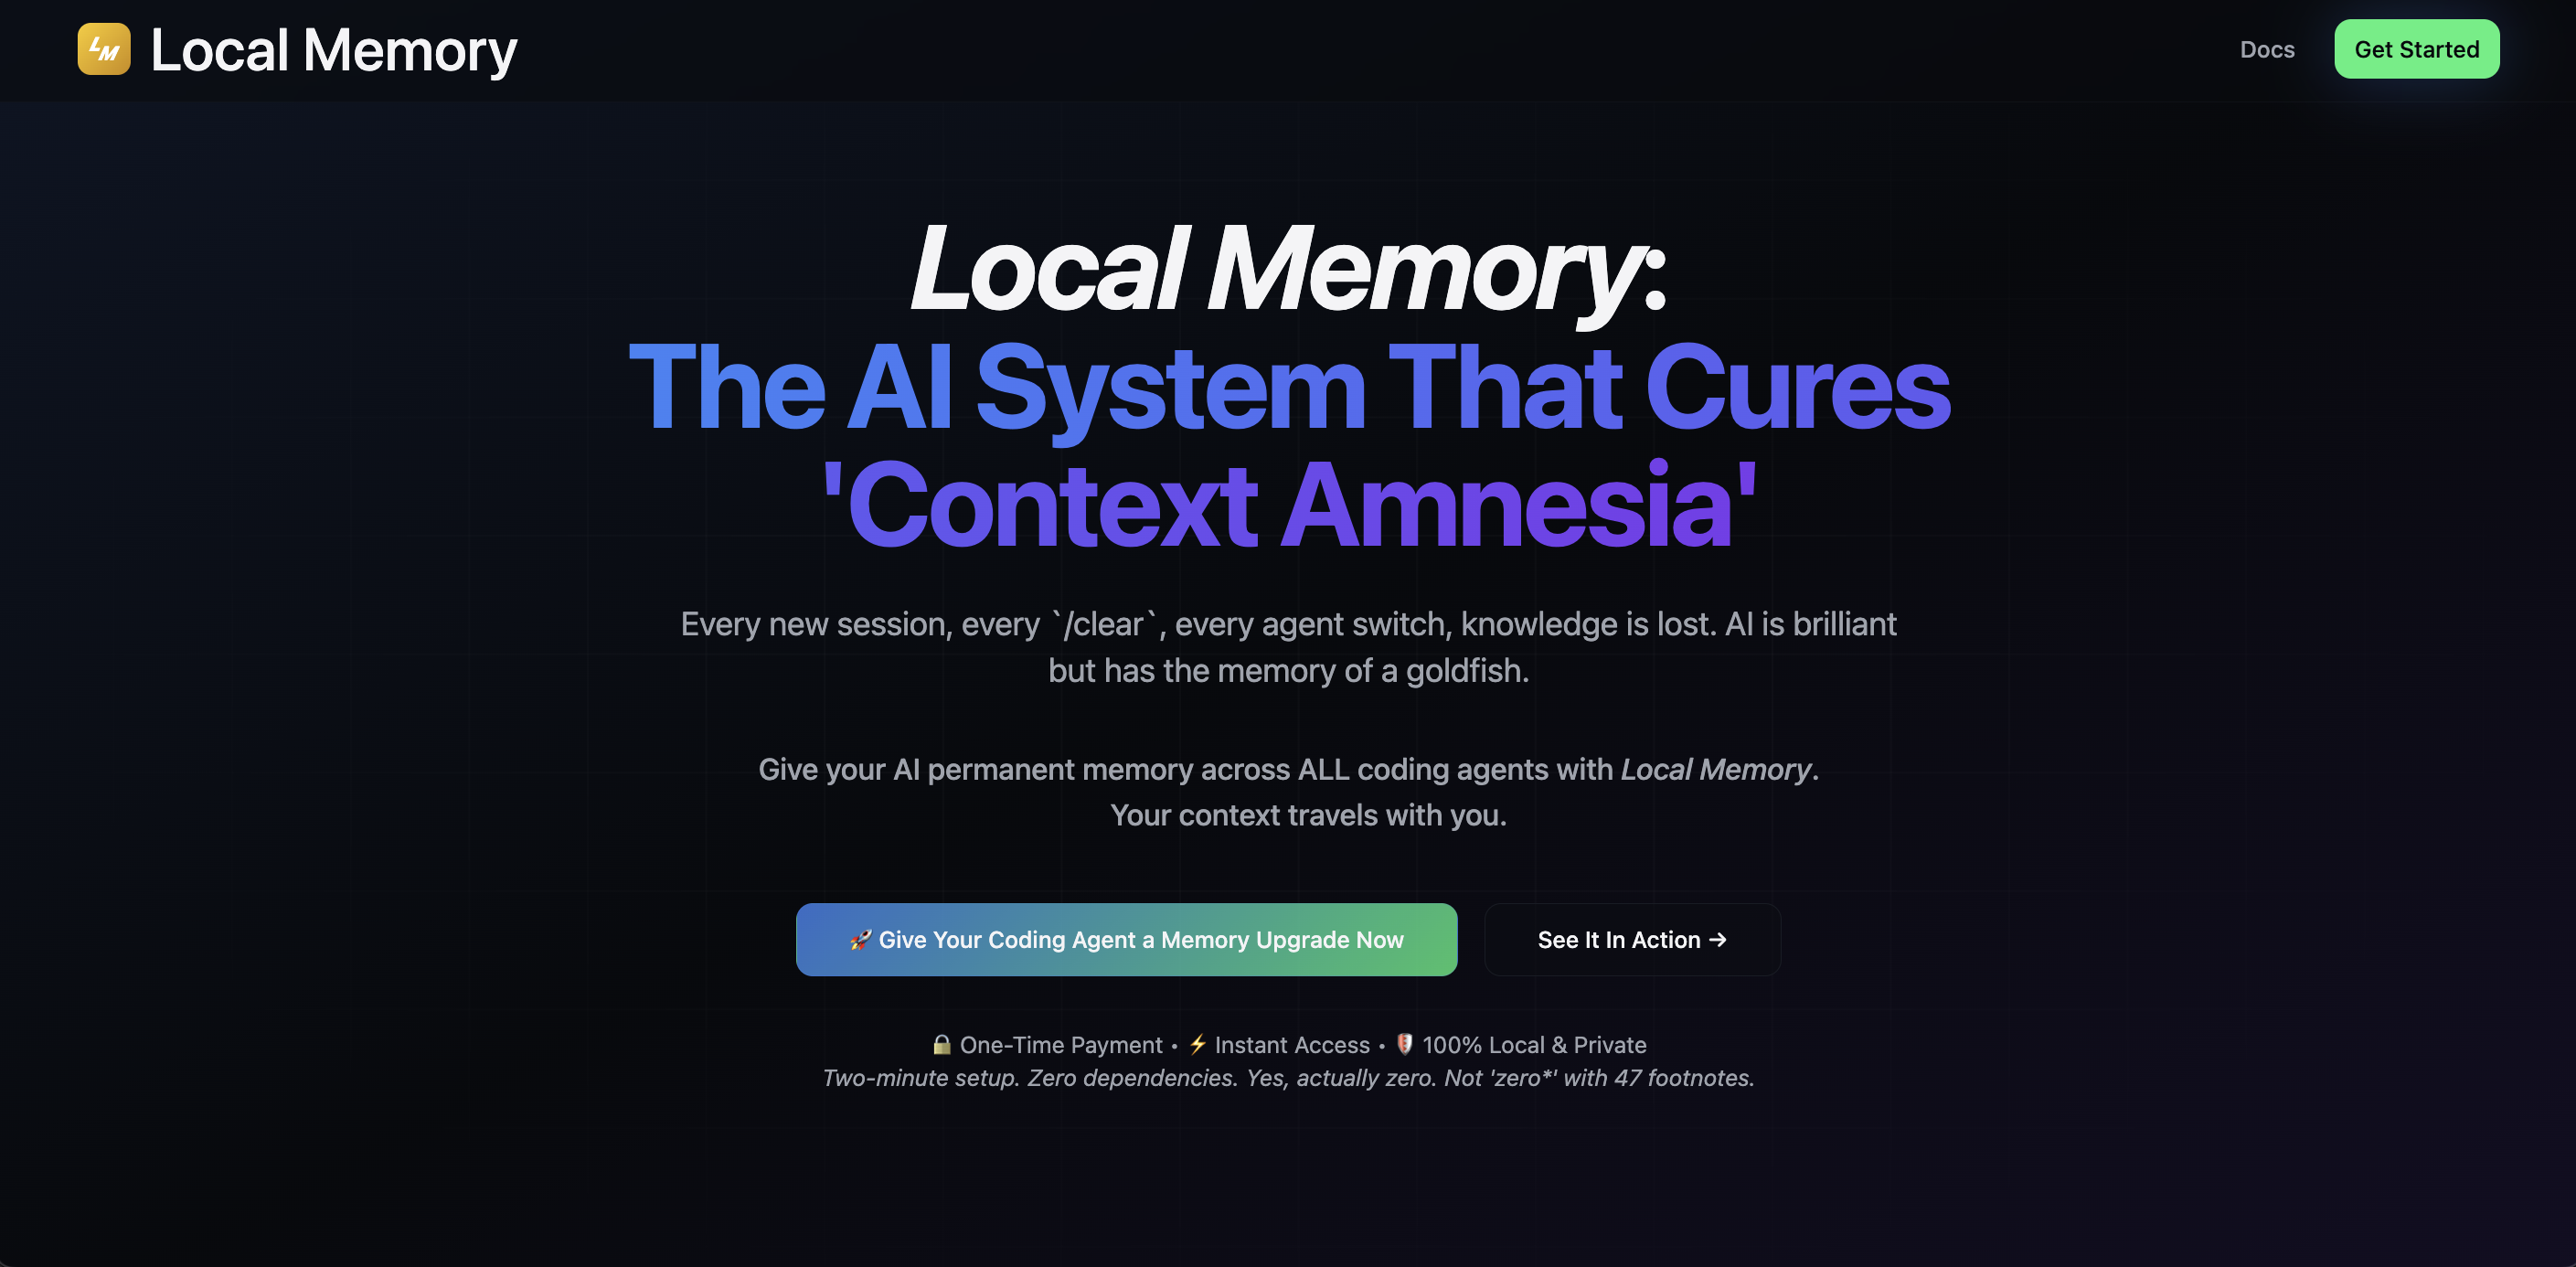 LM Local Memory
Docs
Get Started
Local Memory:
The AI System That Cures
'Context Amnesia'
Every new session, every `/clear`, every agent switch, knowledge is lost. AI is brilliant
but has the memory of a goldfish.
Give your AI permanent memory across ALL coding agents with Local Memory.
Your context travels with you.
🚀 Give Your Coding Agent a Memory Upgrade Now
See It In Action →
🔒 One-Time Payment • ⚡ Instant Access • 🛡️ 100% Local & Private
Two-minute setup. Zero dependencies. Yes, actually zero. Not 'zero*' with 47 footnotes.